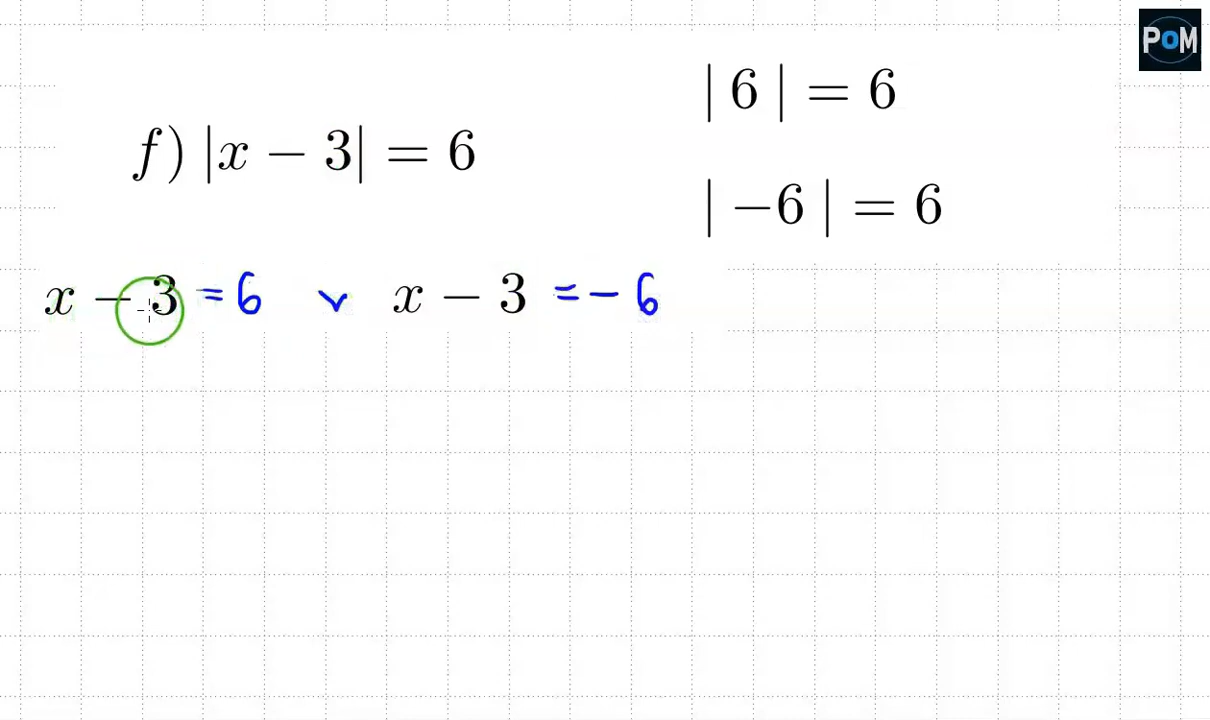 PoM
|6| = 6
f) |x − 3| = 6
|−6| = 6
x − 3 = 6 ∨ x − 3 = − 6